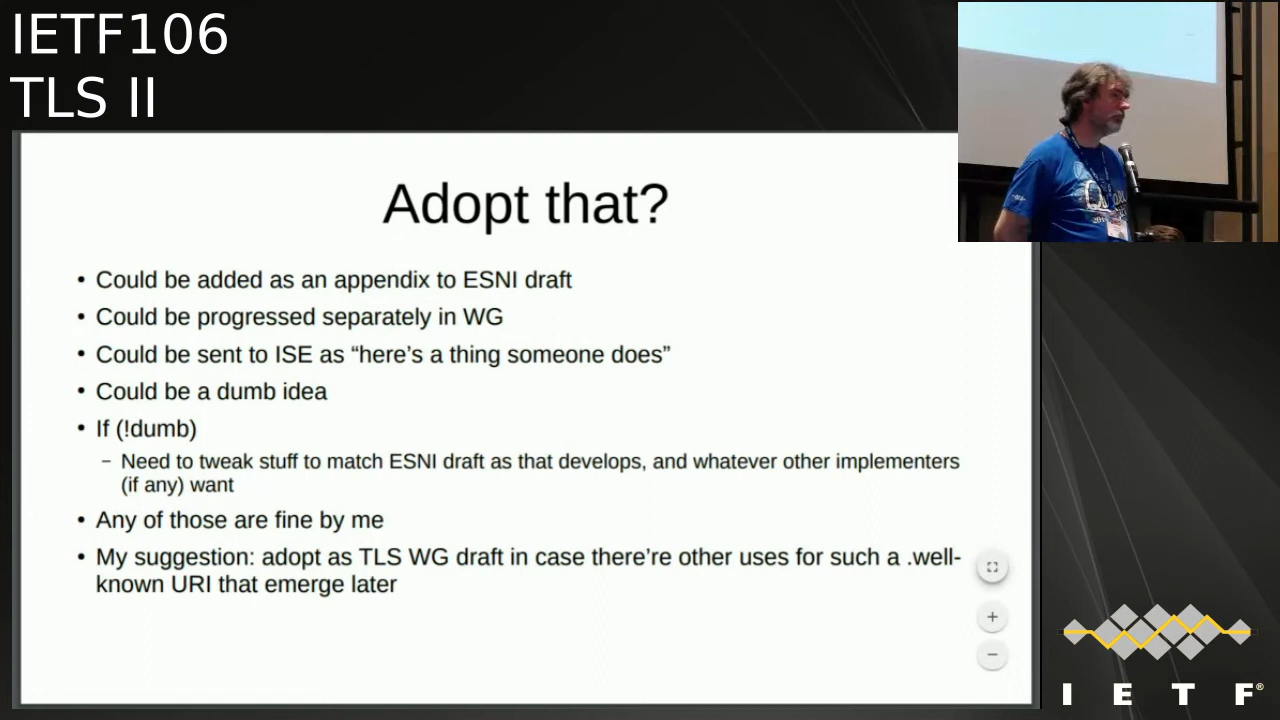 IETF106
TLS II
Adopt that?
• Could be added as an appendix to ESNI draft
• Could be progressed separately in WG
• Could be sent to ISE as “here’s a thing someone does”
• Could be a dumb idea
• If (!dumb)
– Need to tweak stuff to match ESNI draft as that develops, and whatever other implementers
(if any) want
• Any of those are fine by me
• My suggestion: adopt as TLS WG draft in case there’re other uses for such a .well-
known URI that emerge later
I E T F®